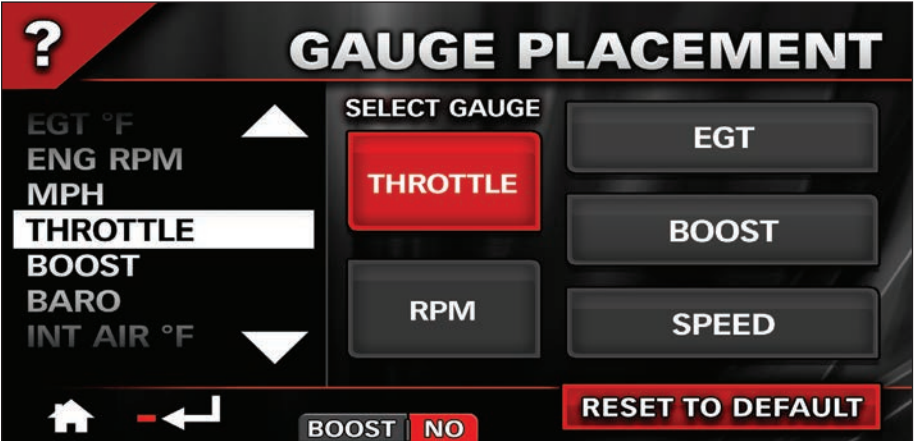 ?
GAUGE PLACEMENT
EGT °F
ENG RPM
MPH
THROTTLE
BOOST
BARO
INT AIR °F
SELECT GAUGE
THROTTLE
RPM
EGT
BOOST
SPEED
BOOST NO
RESET TO DEFAULT